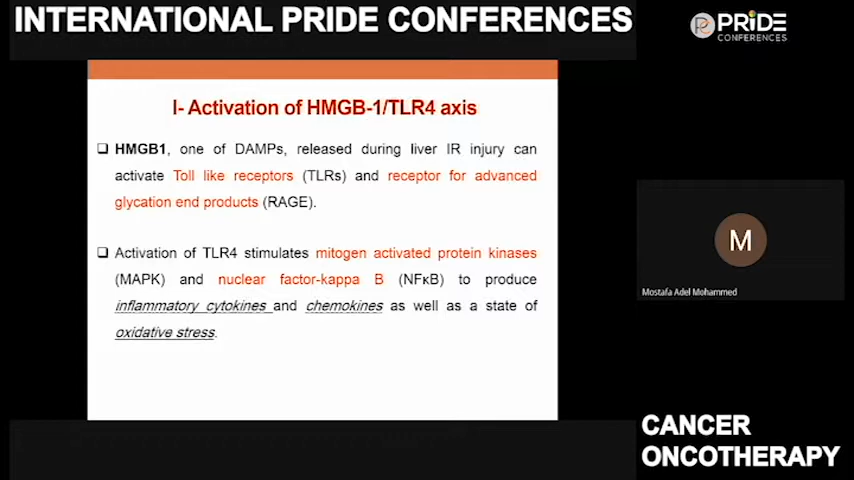 INTERNATIONAL PRIDE CONFERENCES
PRIDE
CONFERENCES
I- Activation of HMGB-1/TLR4 axis
❑ HMGB1, one of DAMPs, released during liver IR injury can
activate Toll like receptors (TLRs) and receptor for advanced
glycation end products (RAGE).
❑ Activation of TLR4 stimulates mitogen activated protein kinases
(MAPK) and nuclear factor-kappa B (NFκB) to produce
inflammatory cytokines and chemokines as well as a state of
oxidative stress.
M
Mostafa Adel Mohammed
CANCER
ONCOTHERAPY